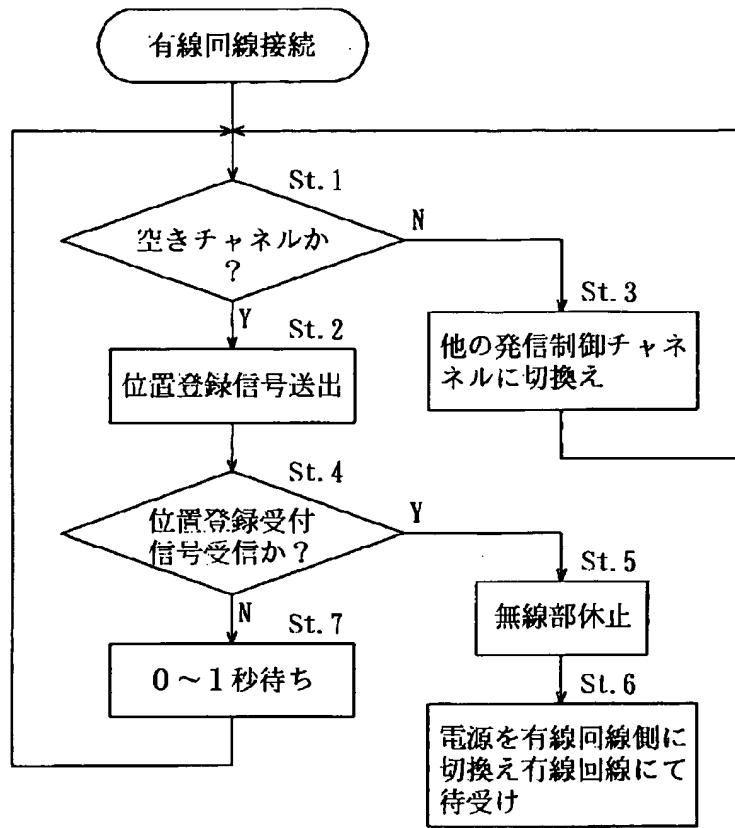 有線回線接続
St.1
空きチャネルか
?
N
Y
St.3
他の発信制御チャネ
ネルに切換え
St.2
位置登録信号送出
St.4
位置登録受付
信号受信か?
Y
N
St.5
無線部休止
St.7
0~1秒待ち
St.6
電源を有線回線側に
切換え有線回線にて
待受け